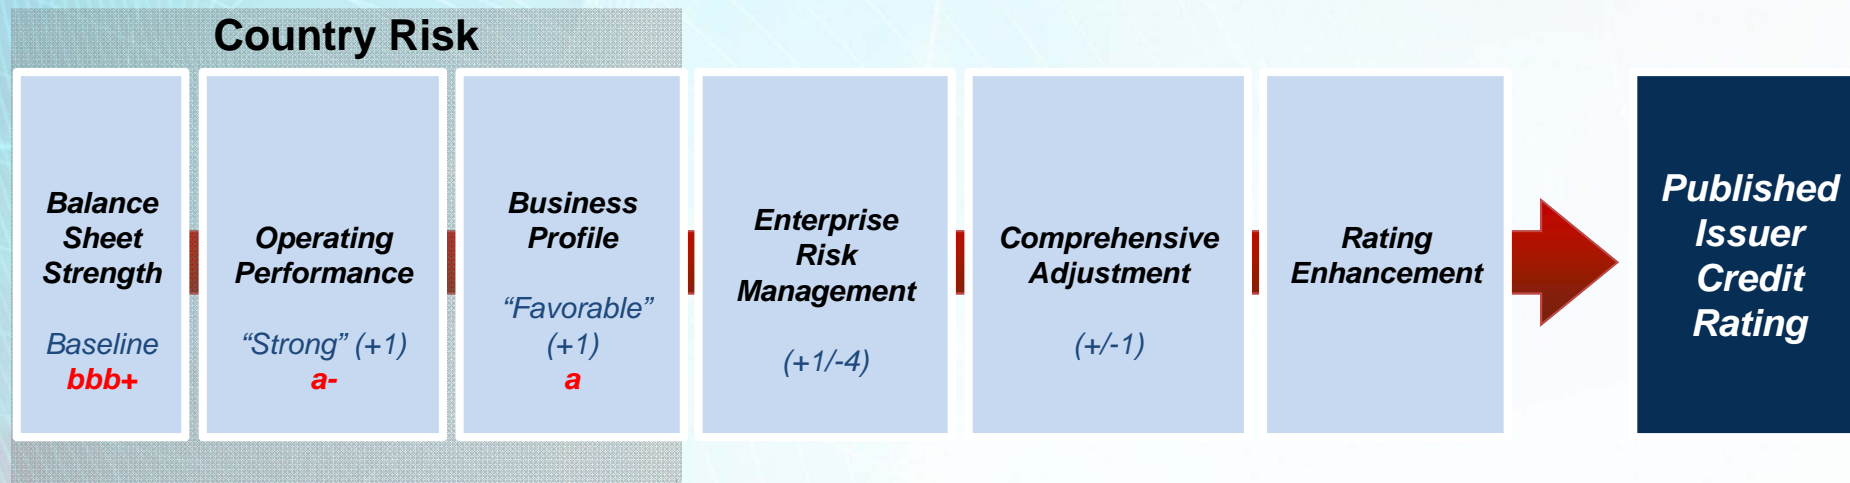 Country Risk
Balance
Sheet
Strength
Baseline
bbb+
Operating
Performance
“Strong” (+1)
a-
Business
Profile
“Favorable”
(+1)
a
Enterprise
Risk
Management
(+1/-4)
Comprehensive
Adjustment
(+/-1)
Rating
Enhancement
Published
Issuer
Credit
Rating